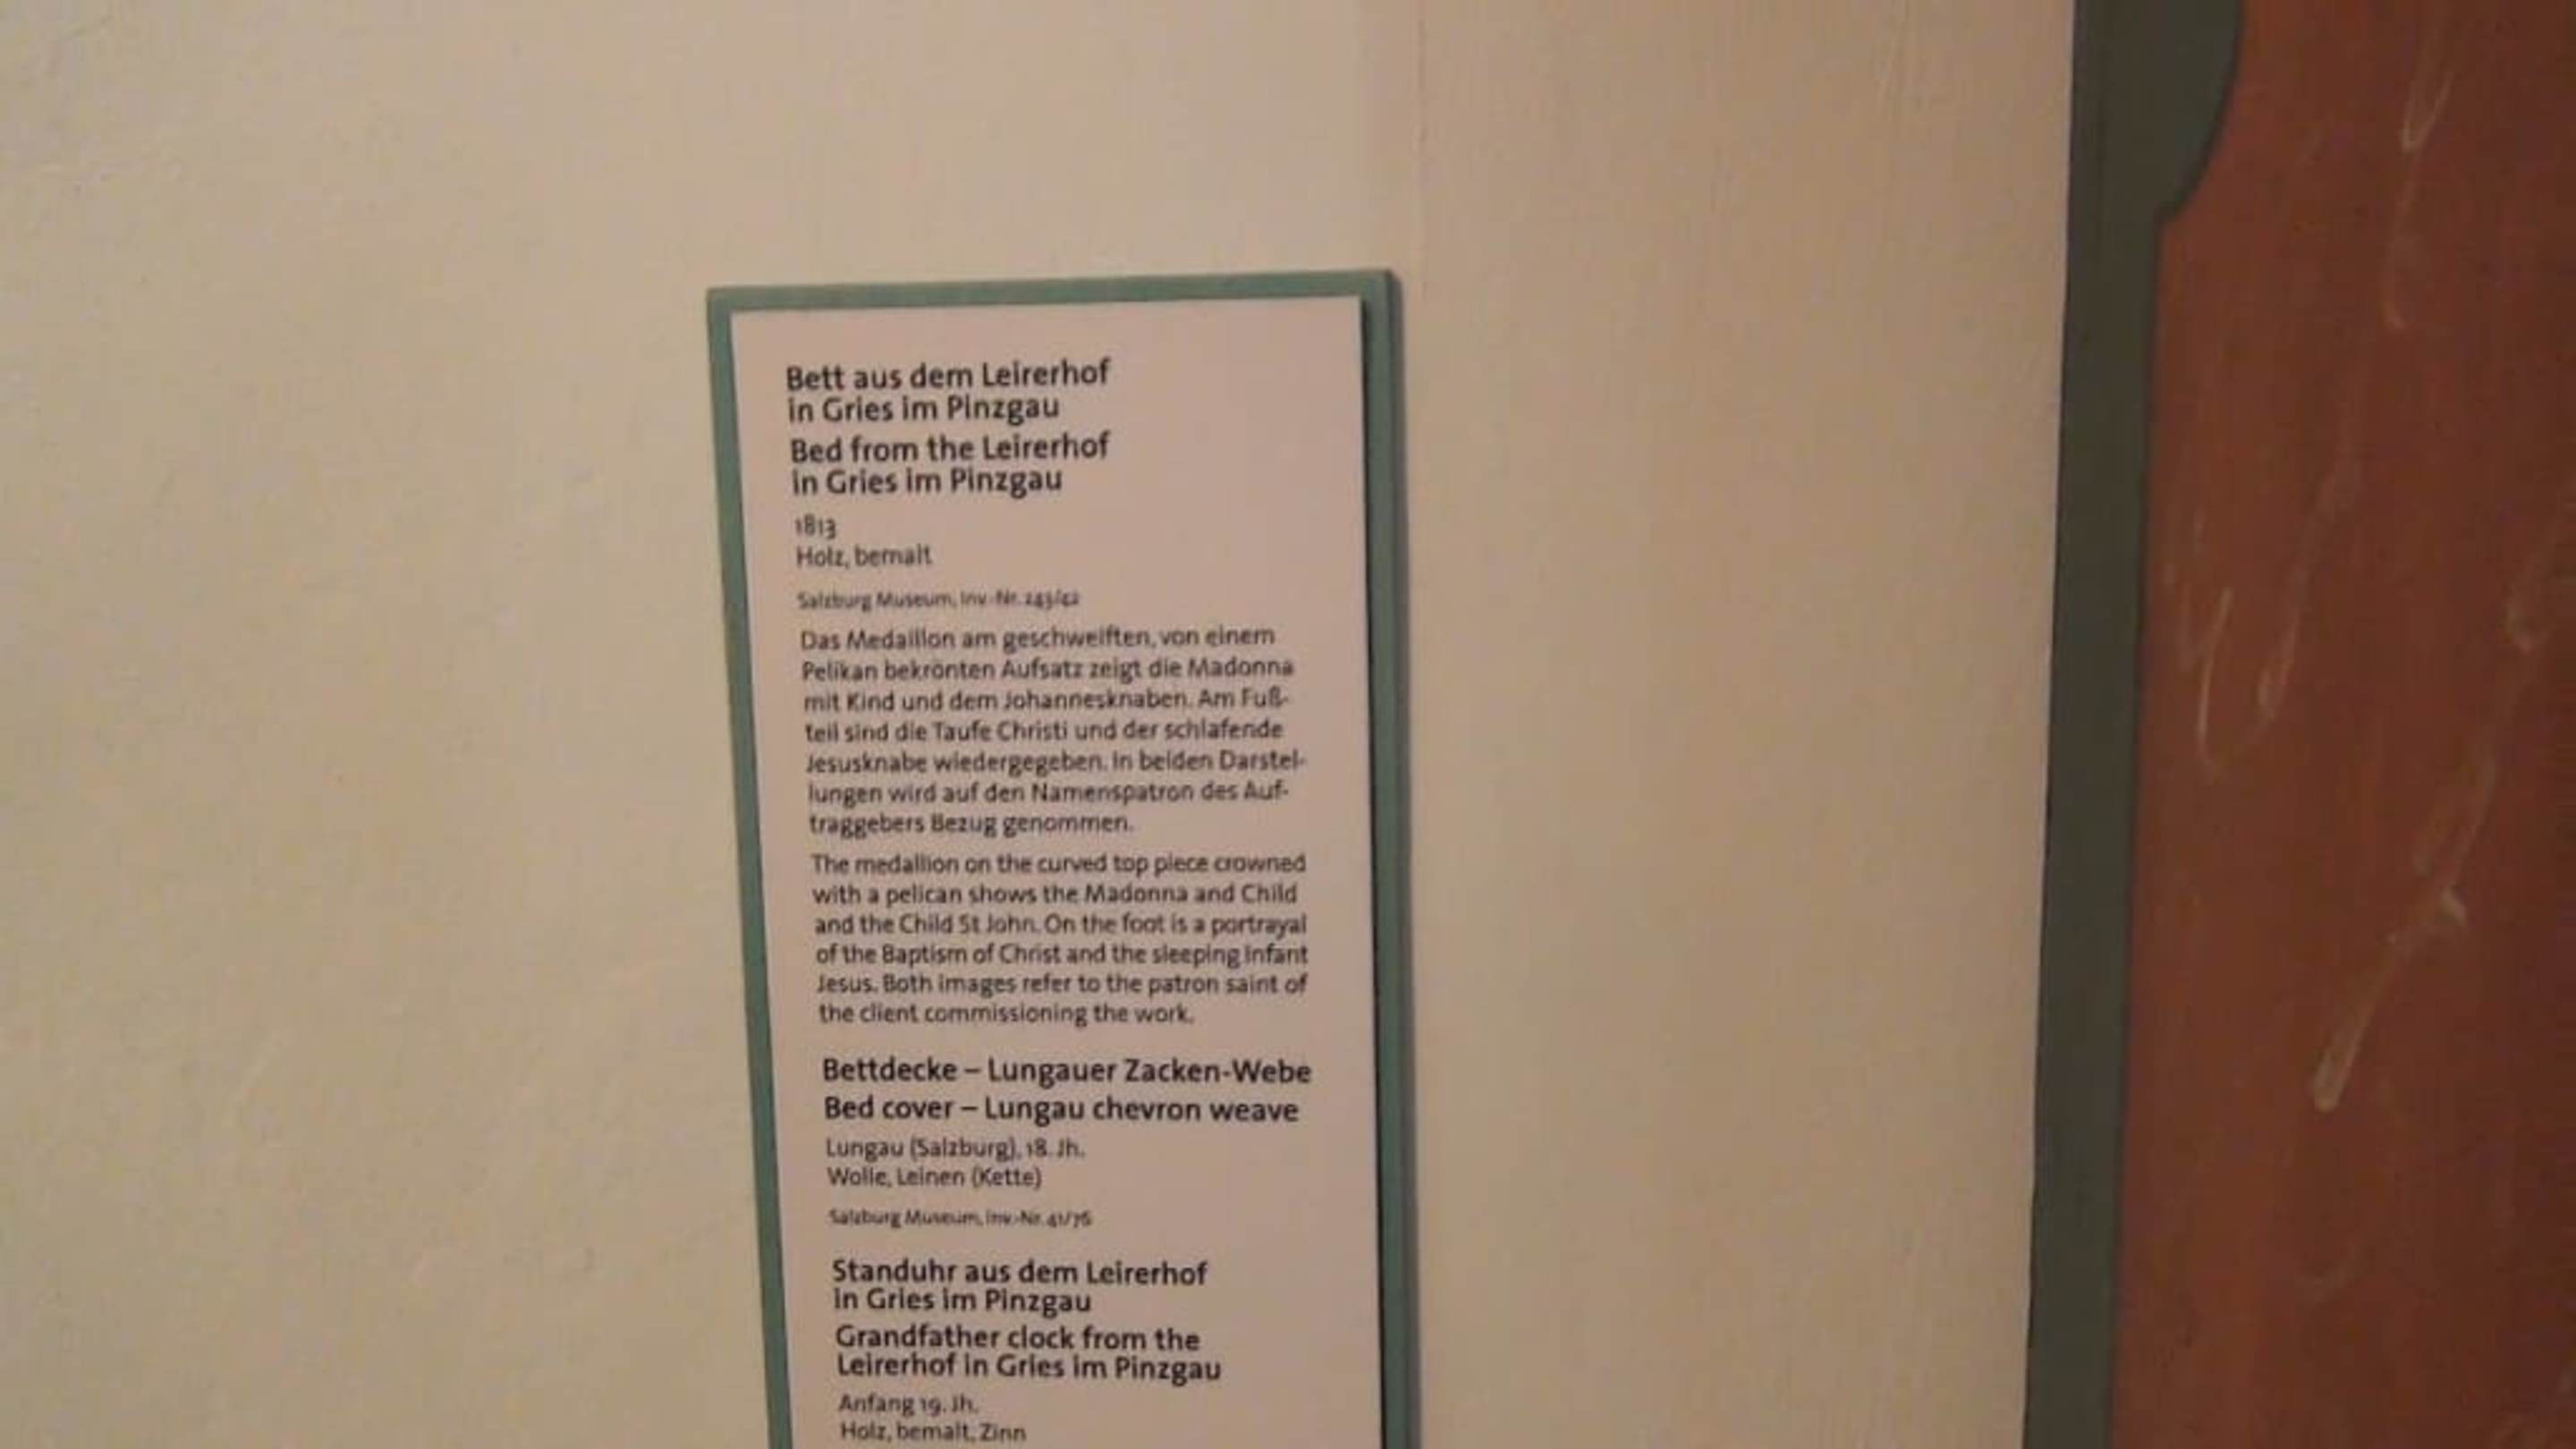 Bett aus dem Leirerhof
in Gries im Pinzgau
Bed from the Leirerhof
in Gries im Pinzgau
1813
Holz, bemalt
Salzburg Museum, Inv.-Nr. 243/42
Das Medaillon am geschweiften, von einem
Pelikan bekrönten Aufsatz zeigt die Madonna
mit Kind und dem Johannesknaben. Am Fuß-
teil sind die Taufe Christi und der schlafende
Jesusknabe wiedergegeben. In beiden Darstel-
lungen wird auf den Namenspatron des Auf-
traggebers Bezug genommen.
The medallion on the curved top piece crowned
with a pelican shows the Madonna and Child
and the Child St John. On the foot is a portrayal
of the Baptism of Christ and the sleeping Infant
Jesus. Both images refer to the patron saint of
the client commissioning the work.
Bettdecke – Lungauer Zacken-Webe
Bed cover – Lungau chevron weave
Lungau (Salzburg), 18. Jh.
Wolle, Leinen (Kette)
Salzburg Museum, Inv.-Nr. 41/76
Standuhr aus dem Leirerhof
in Gries im Pinzgau
Grandfather clock from the
Leirerhof in Gries im Pinzgau
Anfang 19. Jh.
Holz, bemalt, Zinn